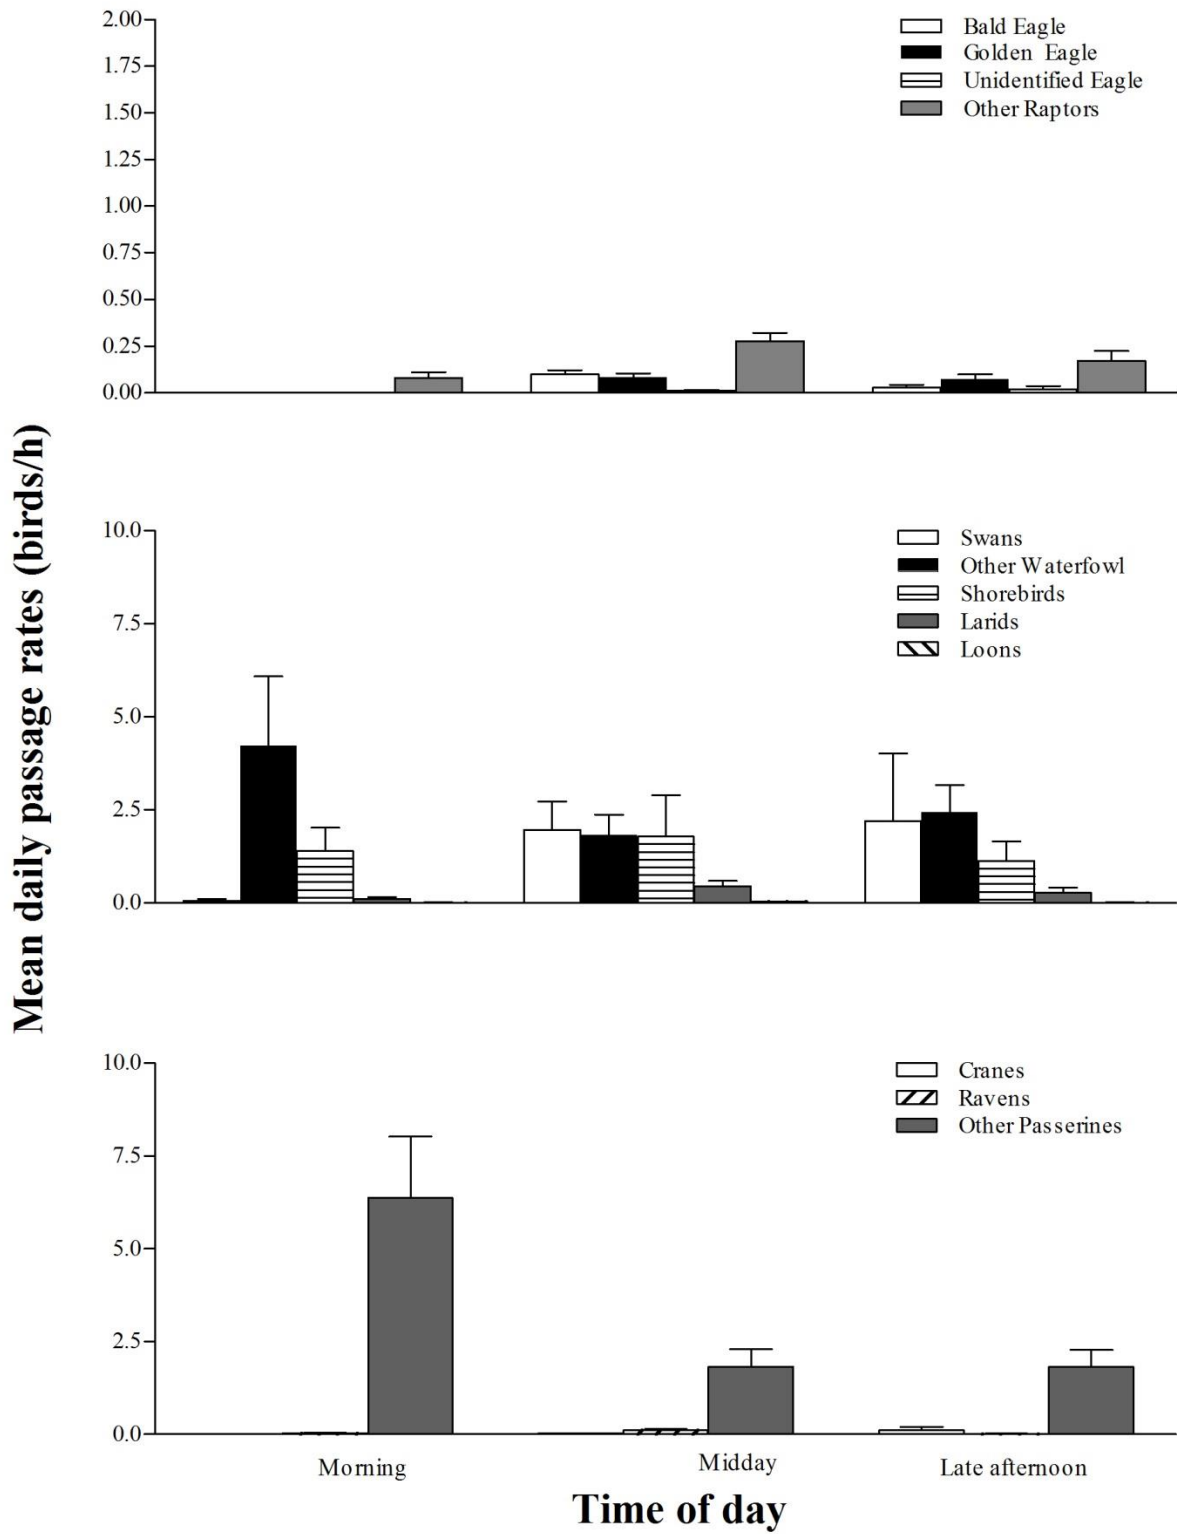 Mean daily passage rates (birds/h)
2.00
1.75
1.50
1.25
1.00
0.75
0.50
0.25
0.00
Bald Eagle
Golden Eagle
Unidentified Eagle
Other Raptors
10.0
7.5
5.0
2.5
0.0
Swans
Other Waterfowl
Shorebirds
Larids
Loons
10.0
7.5
5.0
2.5
0.0
Cranes
Ravens
Other Passerines
Morning
Midday
Late afternoon
Time of day